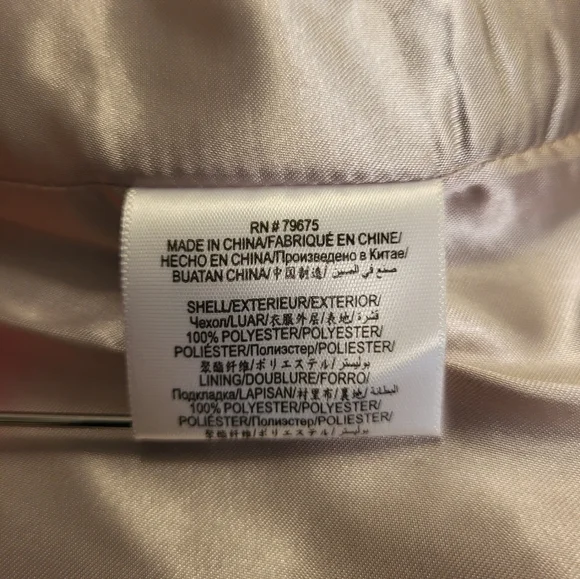 RN # 79675
MADE IN CHINA/FABRIQUÉ EN CHINE/
HECHO EN CHINA/Произведено в Китае/
BUATAN CHINA/中国制造/ صنع في الصين
SHELL/EXTERIEUR/EXTERIOR/
Чехол/LUAR/衣服外层/表地/قشرة/
100% POLYESTER/POLYESTER/
POLIÉSTER/Полиэстер/POLIESTER/
聚酯纤维/ポリエステル/بوليستر
LINING/DOUBLURE/FORRO/
Подкладка/LAPISAN/衬里布/裏地/البطانة/
100% POLYESTER/POLYESTER/
POLIÉSTER/Полиэстер/POLIESTER/
聚酯纤维/ポリエステル/بوليستر